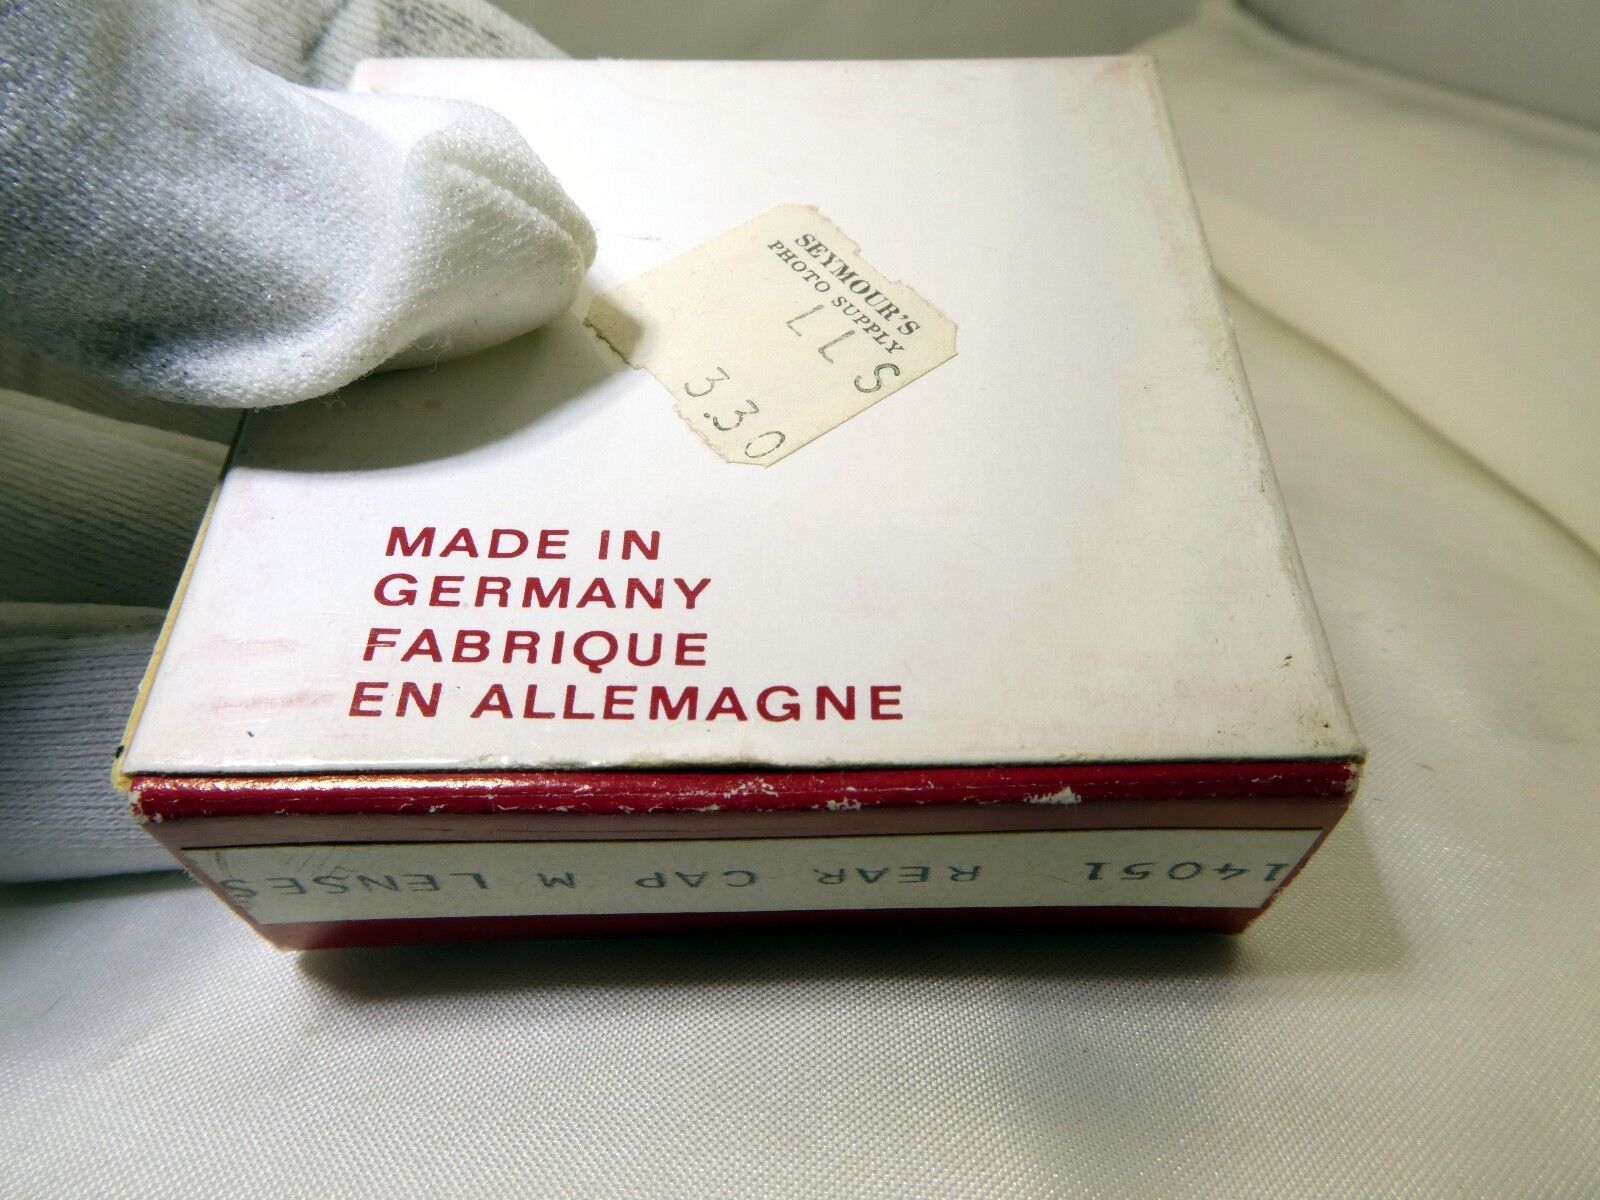 SEYMOUR'S
PHOTO SUPPLY
LLS
3.30
MADE IN
GERMANY
FABRIQUE
EN ALLEMAGNE
14051 REAR CAP M LENSES